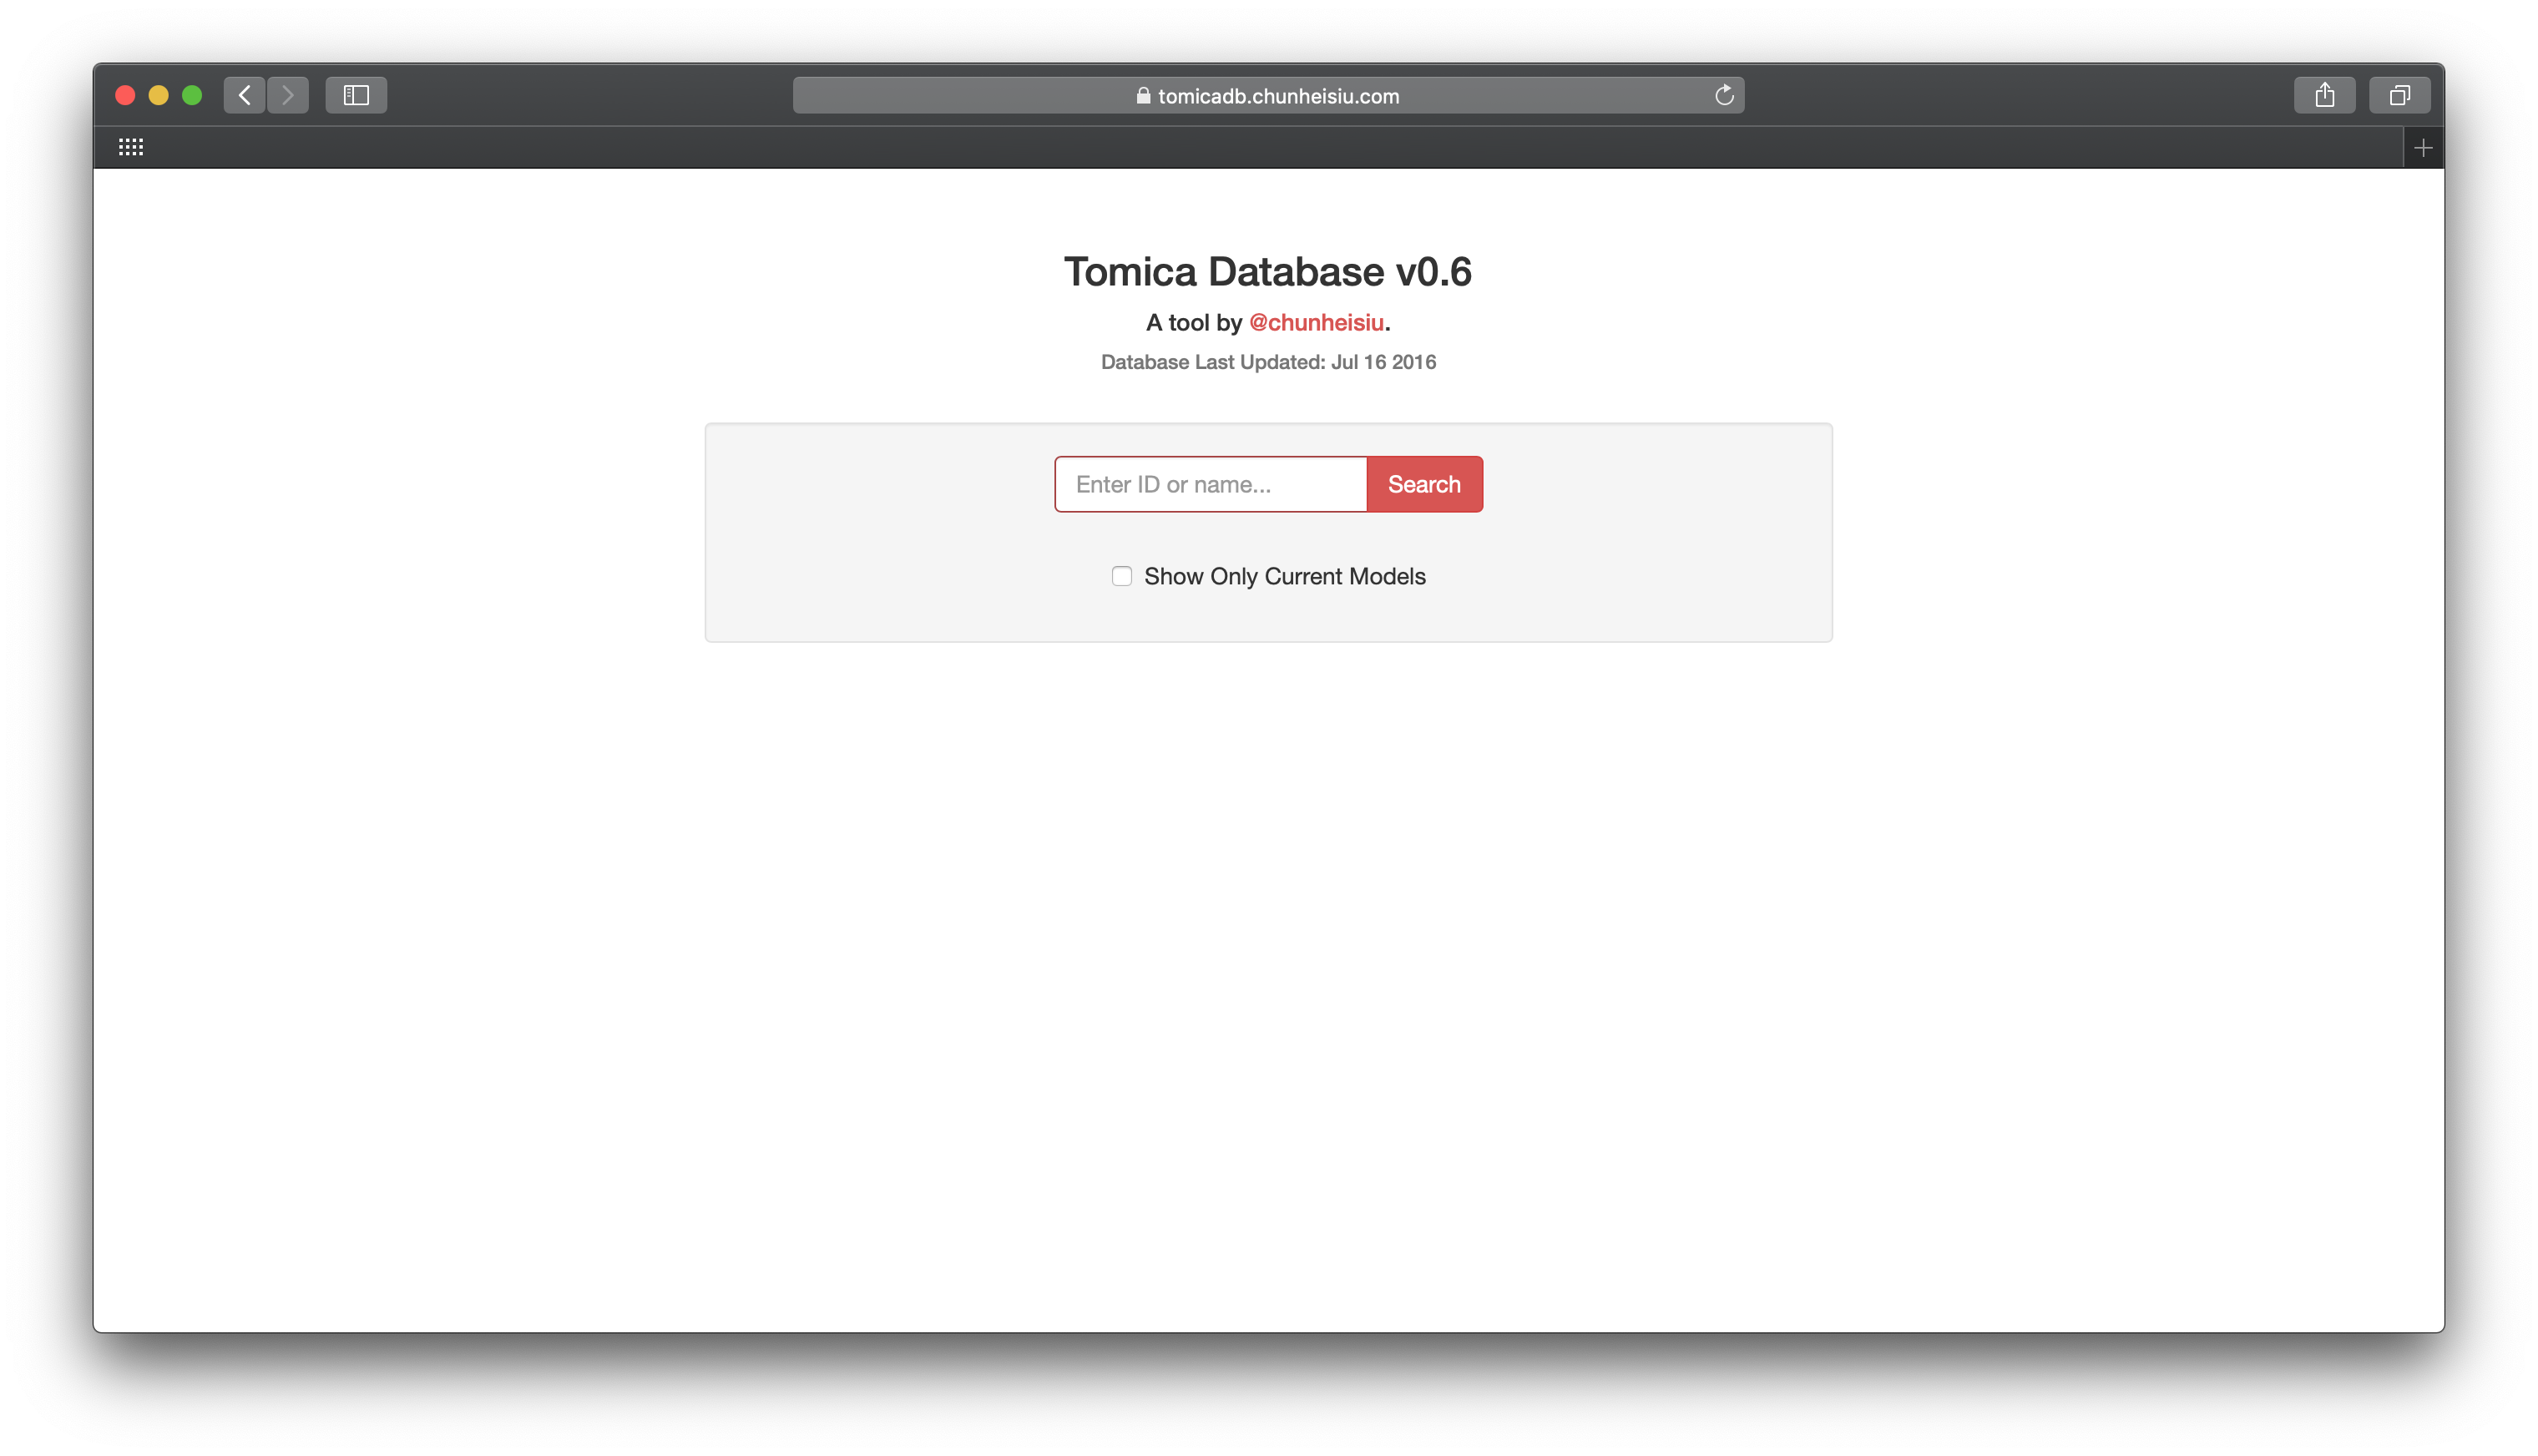 tomicadb.chunheisiu.com
Tomica Database v0.6
A tool by @chunheisiu.
Database Last Updated: Jul 16 2016
Enter ID or name...
Search
Show Only Current Models